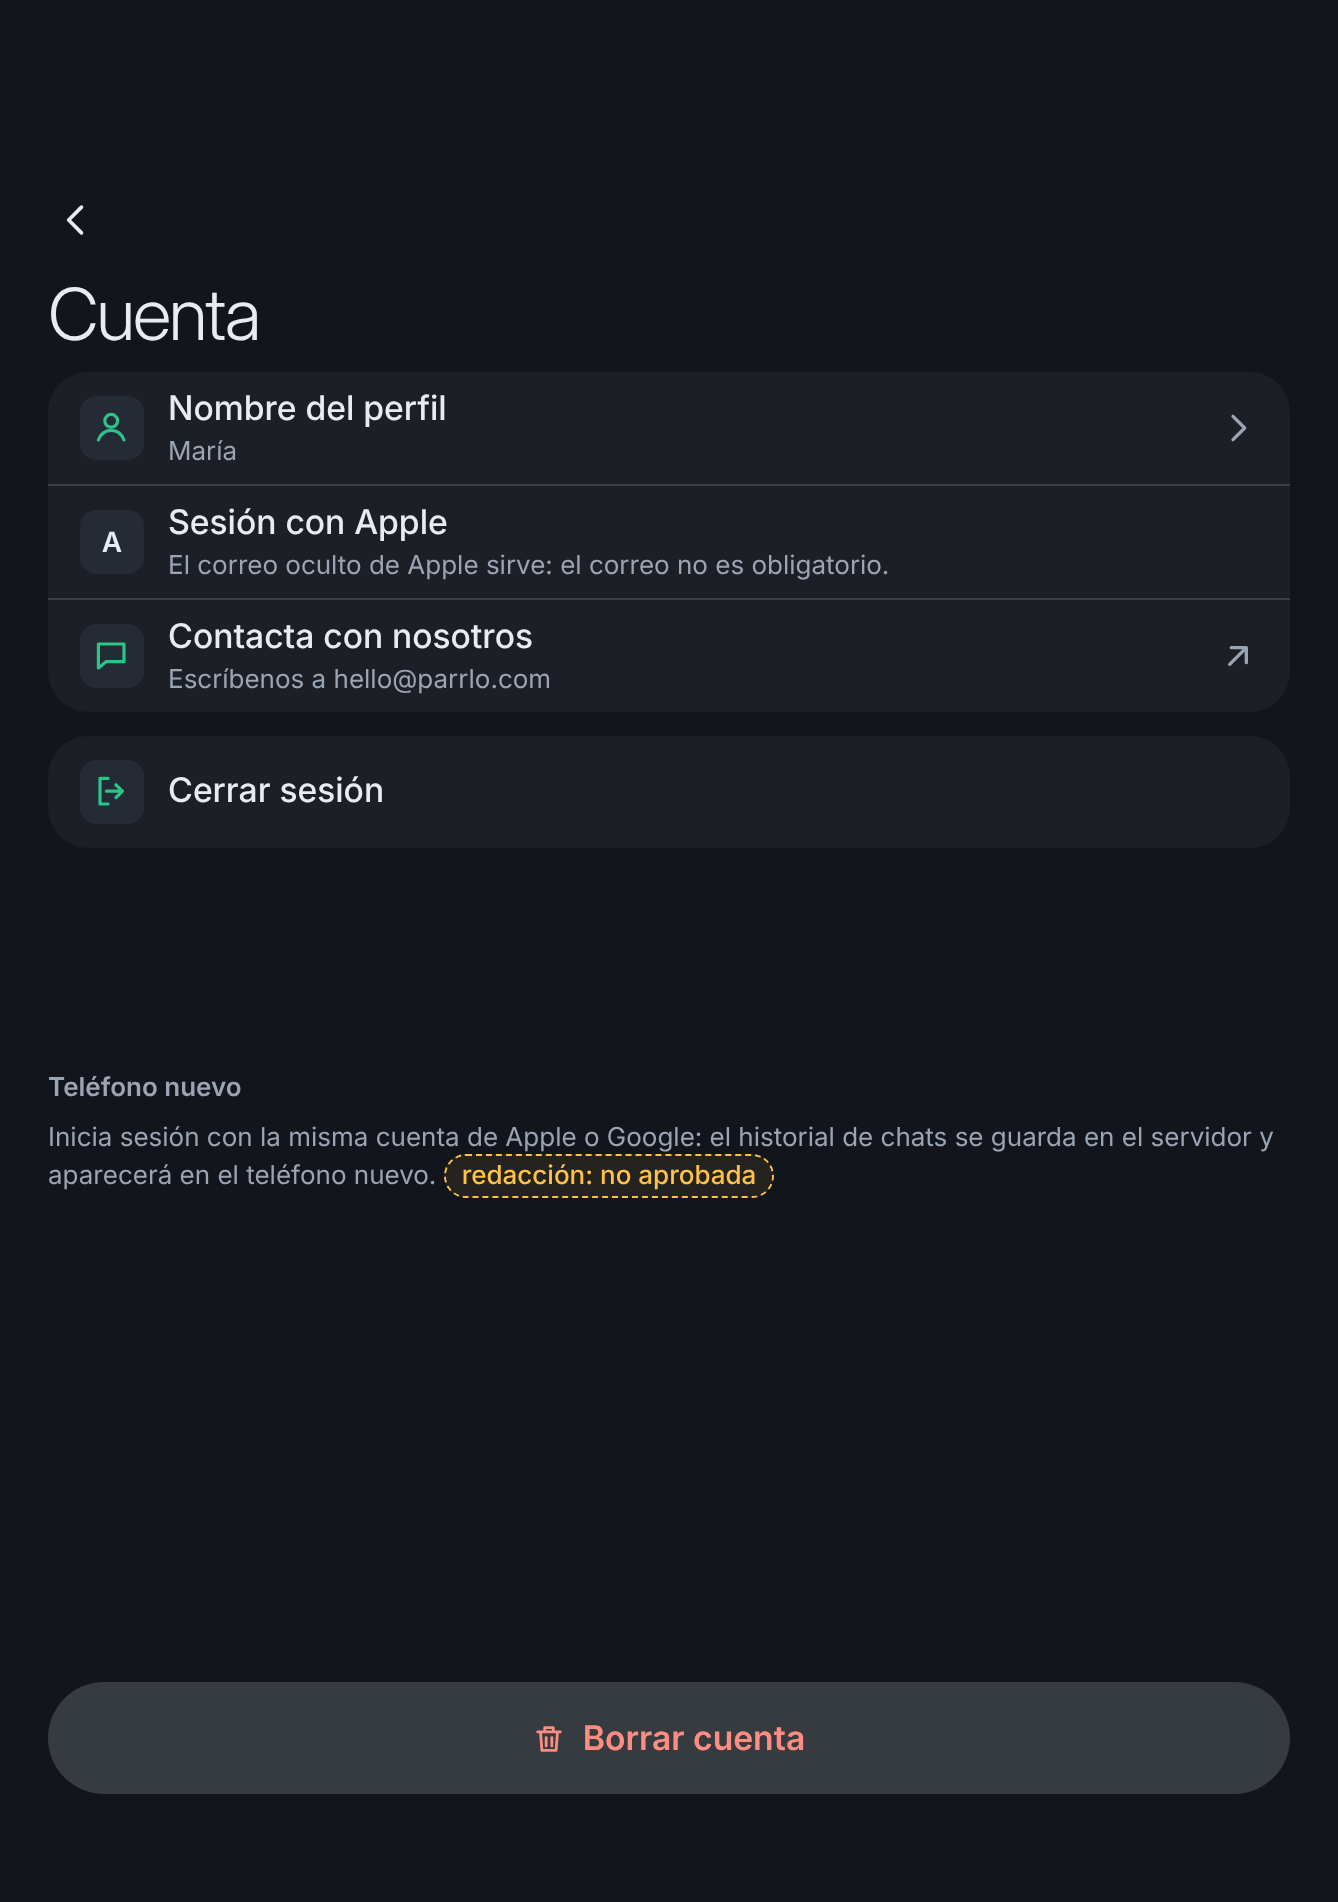 Cuenta
Nombre del perfil
María
A
Sesión con Apple
El correo oculto de Apple sirve: el correo no es obligatorio.
Contacta con nosotros
Escríbenos a hello@parrlo.com
Cerrar sesión
Teléfono nuevo
Inicia sesión con la misma cuenta de Apple o Google: el historial de chats se guarda en el servidor y
aparecerá en el teléfono nuevo. redacción: no aprobada
Borrar cuenta